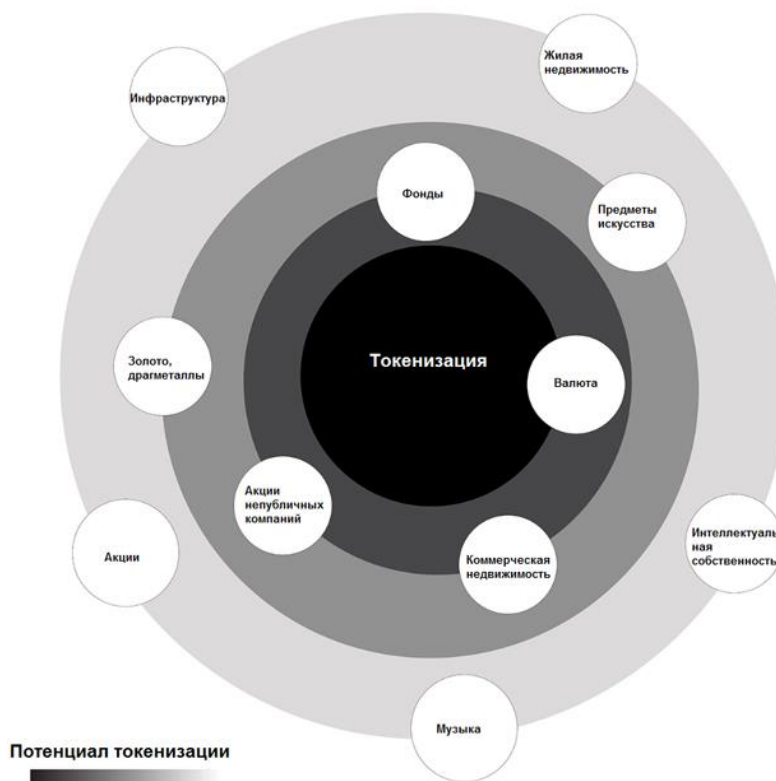 Жилая
недвижимость
Инфраструктура
Фонды
Предметы
искусства
Токенизация
Золото,
драгметаллы
Валюта
Акции
непубличных
компаний
Акции
Коммерческая
недвижимость
Интеллектуаль
ная
собственность
Музыка
Потенциал токенизации